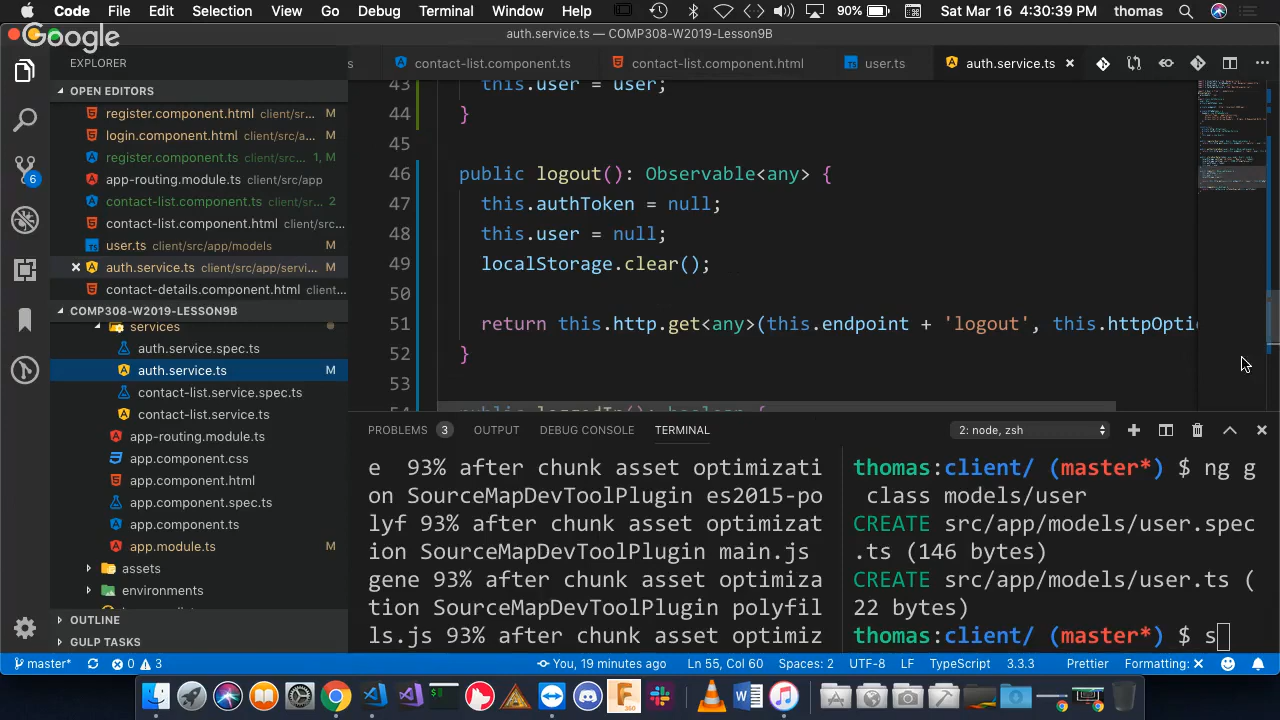 Code File Edit Selection View Go Debug Terminal Window Help 90% Sat Mar 16 4:30:39 PM thomas
Google
auth.service.ts — COMP308-W2019-LESSON9B
EXPLORER
s contact-list.component.ts contact-list.component.html user.ts auth.service.ts
OPEN EDITORS
register.component.html client/sr... M
login.component.html client/src/a... M
register.component.ts client/src... 1, M
app-routing.module.ts client/src/app
contact-list.component.ts client/... 2
contact-list.component.html client/sr...
user.ts client/src/app/models M
auth.service.ts client/src/app/servi... M
contact-details.component.html client...
COMP308-W2019-LESSON9B
services
auth.service.spec.ts
auth.service.ts M
contact-list.service.spec.ts
contact-list.service.ts
app-routing.module.ts
app.component.css
app.component.html
app.component.spec.ts
app.component.ts
app.module.ts M
assets
environments
OUTLINE
GULP TASKS
43 this.user = user;
44 }
45
46 public logout(): Observable<any> {
47 this.authToken = null;
48 this.user = null;
49 localStorage.clear();
50
51 return this.http.get<any>(this.endpoint + 'logout', this.httpOptio
52 }
53
54 public loggedIn(): boolean {
PROBLEMS 3 OUTPUT DEBUG CONSOLE TERMINAL 2: node, zsh
e 93% after chunk asset optimizati
on SourceMapDevToolPlugin es2015-po
lyf 93% after chunk asset optimizat
ion SourceMapDevToolPlugin main.js
gene 93% after chunk asset optimiza
tion SourceMapDevToolPlugin polyfil
ls.js 93% after chunk asset optimiz
thomas:client/ (master*) $ ng g
class models/user
CREATE src/app/models/user.spec
.ts (146 bytes)
CREATE src/app/models/user.ts (
22 bytes)
thomas:client/ (master*) $ s
6
master* 0 3 You, 19 minutes ago Ln 55, Col 60 Spaces: 2 UTF-8 LF TypeScript 3.3.3 Prettier Formatting: ✕